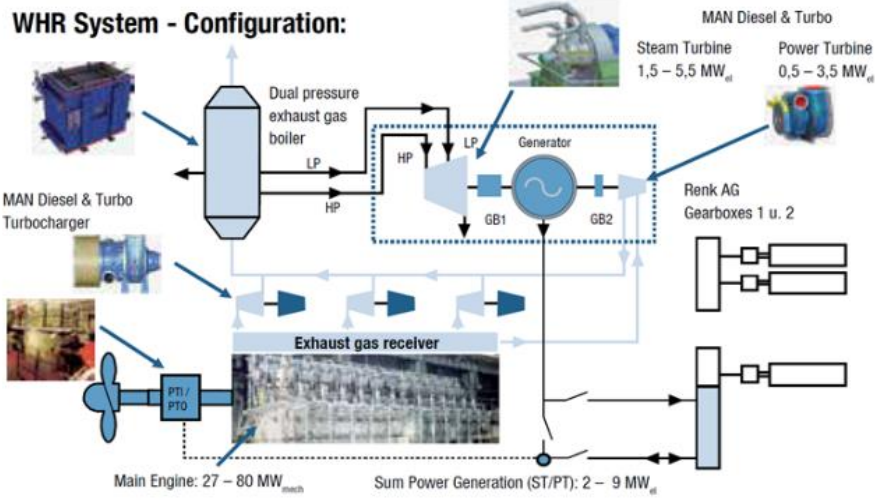 WHR System - Configuration:
MAN Diesel & Turbo
Steam Turbine
1,5 – 5,5 MWel
Power Turbine
0,5 – 3,5 MWel
Dual pressure
exhaust gas
boiler
LP
HP
HP
LP
Generator
GB1
GB2
MAN Diesel & Turbo
Turbocharger
Renk AG
Gearboxes 1 u. 2
Exhaust gas receiver
PTI /
PTO
Main Engine: 27 – 80 MWmech
Sum Power Generation (ST/PT): 2 – 9 MWel